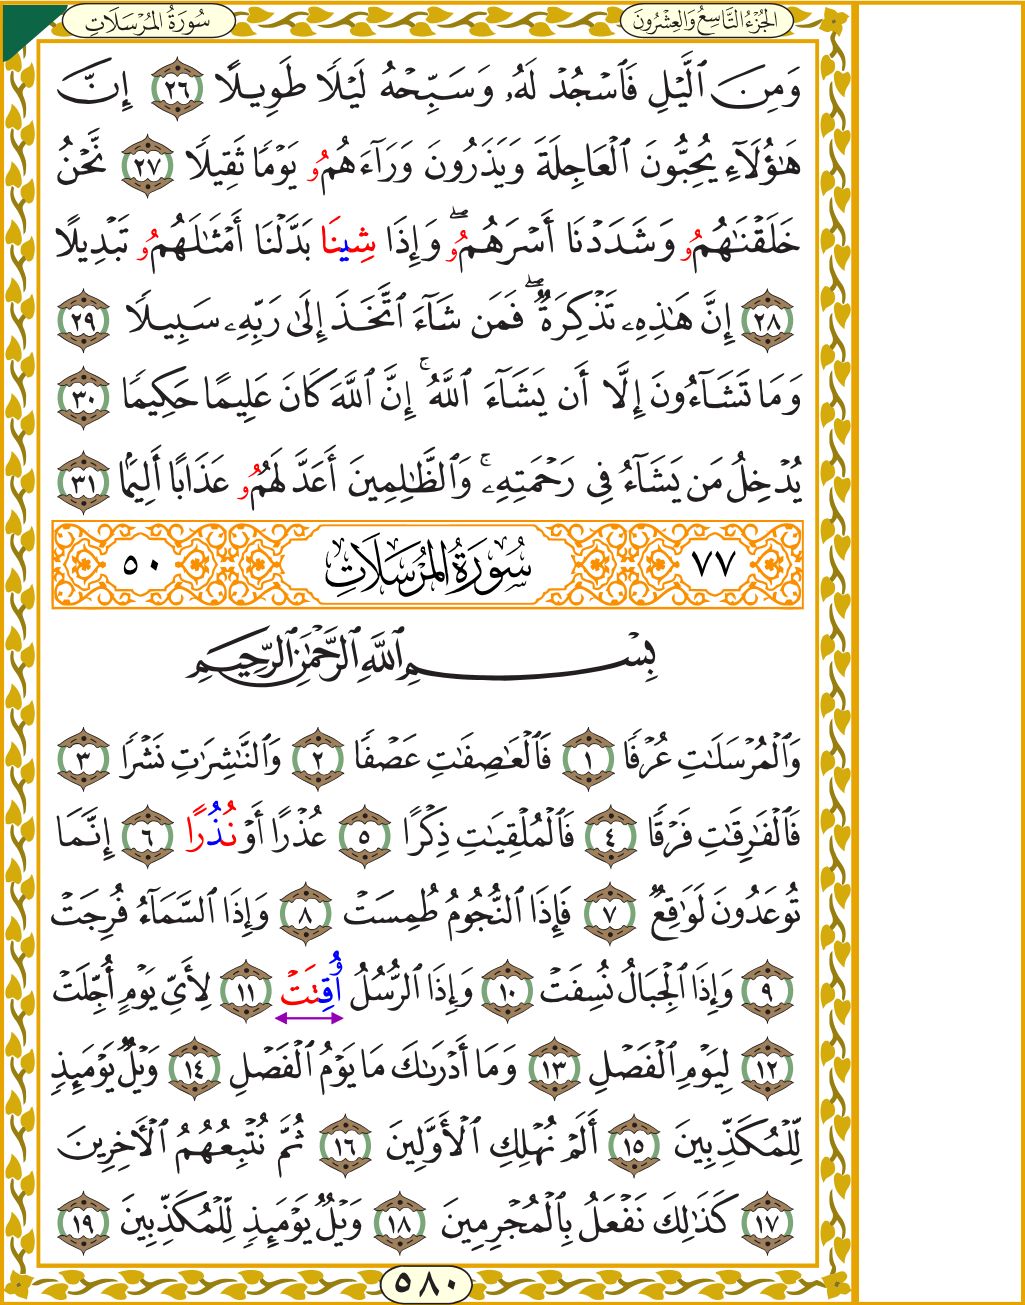 الجُزْءُ التَّاسِعُ وَالعِشْرُونَ
سُورَةُ المُرْسَلَاتِ
وَمِنَ ٱلَّيْلِ فَٱسْجُدْ لَهُۥ وَسَبِّحْهُ لَيْلًا طَوِيلًا ٢٦ إِنَّ
هَٰٓؤُلَآءِ يُحِبُّونَ ٱلْعَاجِلَةَ وَيَذَرُونَ وَرَآءَهُمُۥ يَوْمًا ثَقِيلًا ٢٧ نَّحْنُ
خَلَقْنَٰهُمُۥ وَشَدَدْنَا أَسْرَهُمُۥۖ وَإِذَا شِينَا بَدَّلْنَا أَمْثَٰلَهُمُۥ تَبْدِيلًا
٢٨ إِنَّ هَٰذِهِۦ تَذْكِرَةٌۖ فَمَن شَآءَ ٱتَّخَذَ إِلَىٰ رَبِّهِۦ سَبِيلًا ٢٩
وَمَا تَشَآءُونَ إِلَّا أَن يَشَآءَ ٱللَّهُۚ إِنَّ ٱللَّهَ كَانَ عَلِيمًا حَكِيمًا ٣٠
يُدْخِلُ مَن يَشَآءُ فِي رَحْمَتِهِۦۚ وَٱلظَّٰلِمِينَ أَعَدَّ لَهُمُۥ عَذَابًا أَلِيمًۢا ٣١
٧٧ سُورَةُ المُرْسَلَاتِ ٥٠
بِسْمِ ٱللَّهِ ٱلرَّحْمَٰنِ ٱلرَّحِيمِ
وَٱلْمُرْسَلَٰتِ عُرْفًا ١ فَٱلْعَٰصِفَٰتِ عَصْفًا ٢ وَٱلنَّٰشِرَٰتِ نَشْرًا ٣
فَٱلْفَٰرِقَٰتِ فَرْقًا ٤ فَٱلْمُلْقِيَٰتِ ذِكْرًا ٥ عُذْرًا أَوْ نُذُرًا ٦ إِنَّمَا
تُوعَدُونَ لَوَٰقِعٌ ٧ فَإِذَا ٱلنُّجُومُ طُمِسَتْ ٨ وَإِذَا ٱلسَّمَآءُ فُرِجَتْ
٩ وَإِذَا ٱلْجِبَالُ نُسِفَتْ ١٠ وَإِذَا ٱلرُّسُلُ أُقِتَتْ ١١ لِأَيِّ يَوْمٍ أُجِّلَتْ
١٢ لِيَوْمِ ٱلْفَصْلِ ١٣ وَمَا أَدْرَىٰكَ مَا يَوْمُ ٱلْفَصْلِ ١٤ وَيْلٌ يَوْمَئِذٍ
لِّلْمُكَذِّبِينَ ١٥ أَلَمْ نُهْلِكِ ٱلْأَوَّلِينَ ١٦ ثُمَّ نُتْبِعُهُمُ ٱلْآخِرِينَ
١٧ كَذَٰلِكَ نَفْعَلُ بِٱلْمُجْرِمِينَ ١٨ وَيْلٌ يَوْمَئِذٍ لِّلْمُكَذِّبِينَ ١٩
٥٨٠